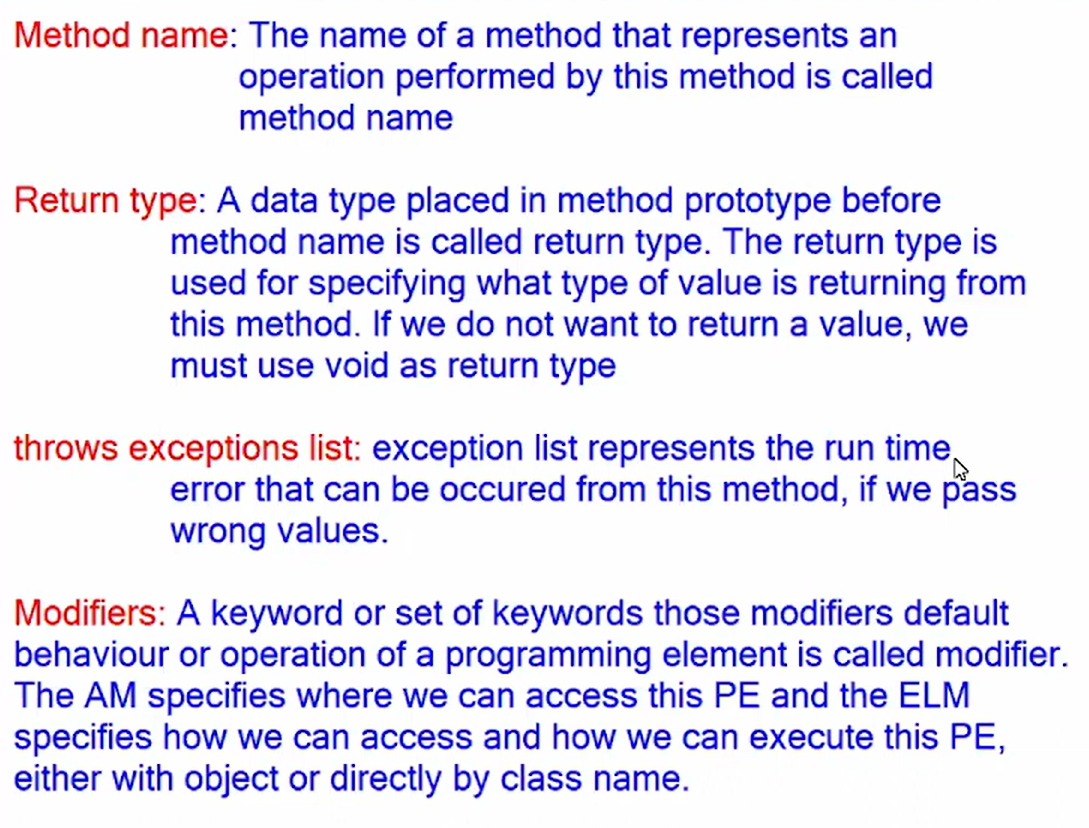 Method name: The name of a method that represents an
operation performed by this method is called
method name
Return type: A data type placed in method prototype before
method name is called return type. The return type is
used for specifying what type of value is returning from
this method. If we do not want to return a value, we
must use void as return type
throws exceptions list: exception list represents the run time
error that can be occured from this method, if we pass
wrong values.
Modifiers: A keyword or set of keywords those modifiers default
behaviour or operation of a programming element is called modifier.
The AM specifies where we can access this PE and the ELM
specifies how we can access and how we can execute this PE,
either with object or directly by class name.